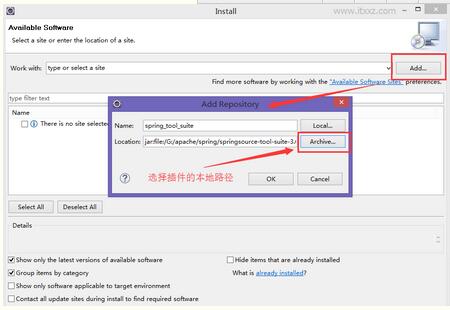 Install
www.itxxz.com
Available Software
Select a site or enter the location of a site.
Work with: type or select a site Add...
Find more software by working with the "Available Software Sites" preferences.
type filter text
Name
There is no site selected
Add Repository
Name: spring_tool_suite Local...
Location: jar:file:/G:/apache/spring/springsource-tool-suite-3. Archive...
选择插件的本地路径
OK Cancel
Select All Deselect All
Details
Show only the latest versions of available software Hide items that are already installed
Group items by category What is already installed?
Show only software applicable to target environment
Contact all update sites during install to find required software